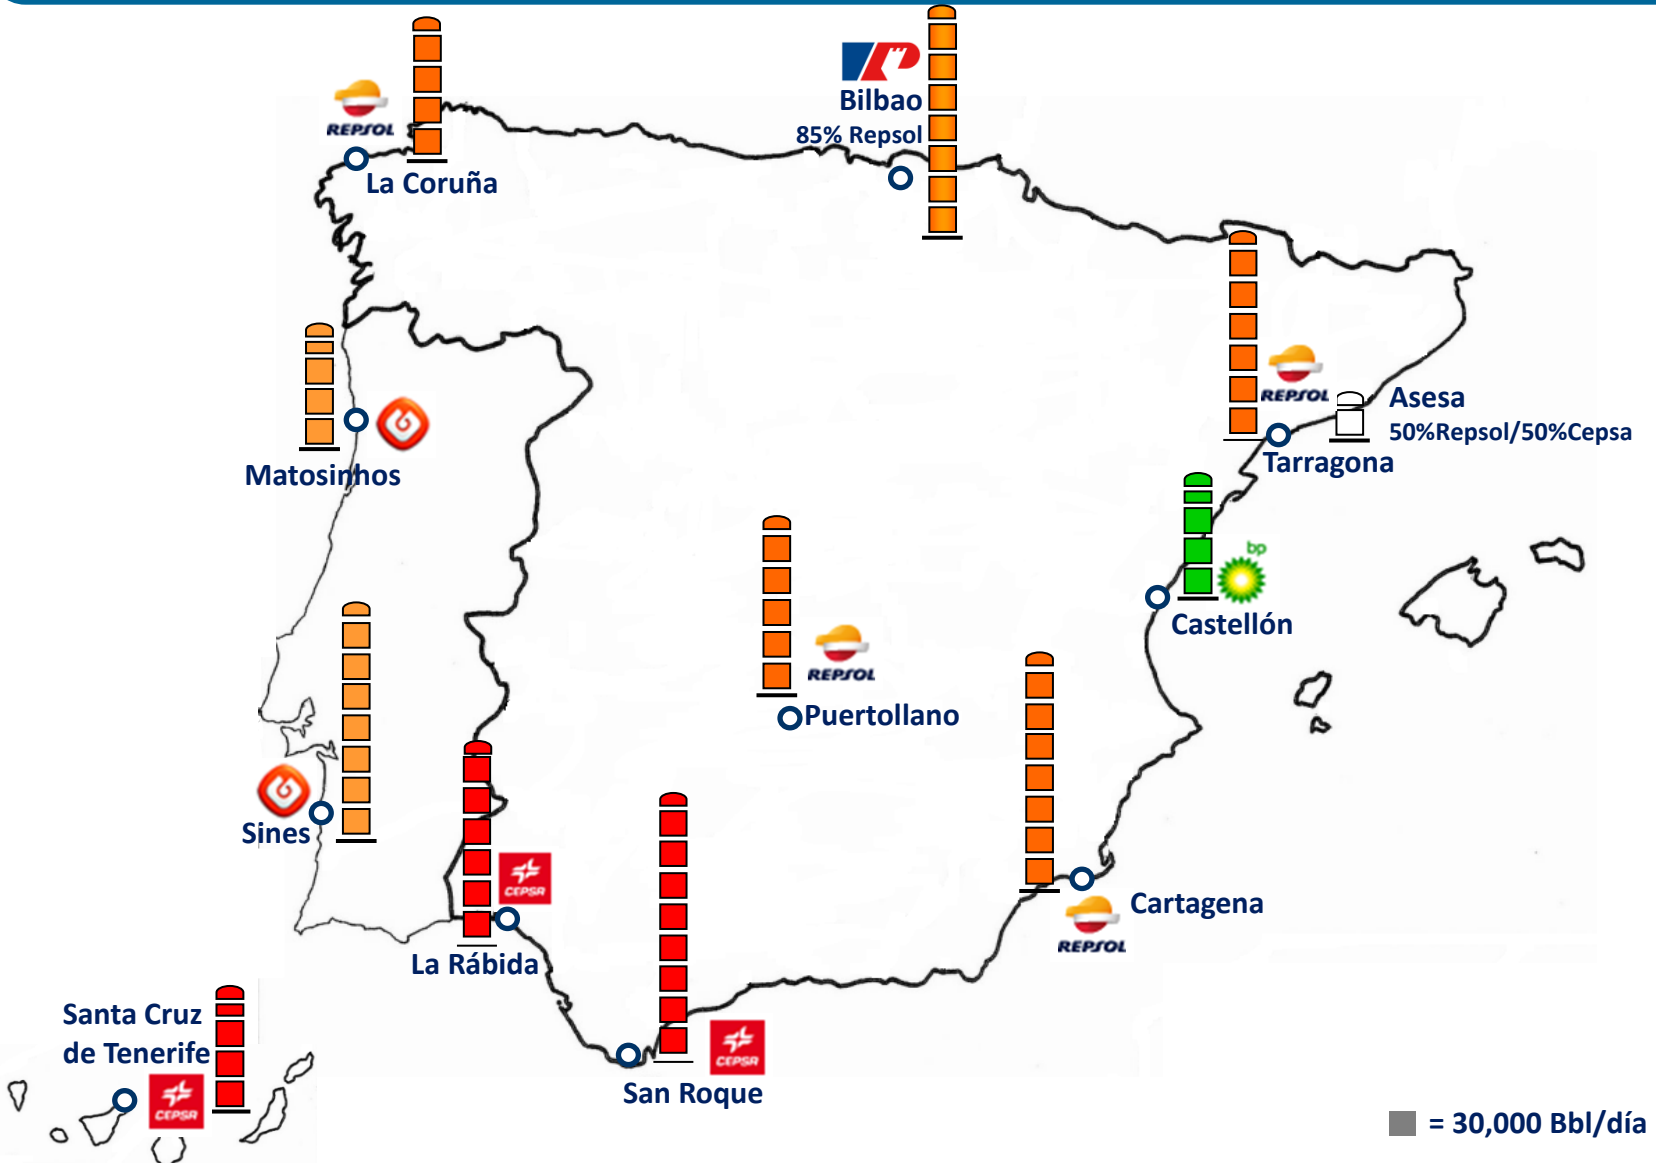 REPSOL
La Coruña
Bilbao
85% Repsol
REPSOL
Asesa
50%Repsol/50%Cepsa
Tarragona
Matosinhos
bp
Castellón
REPSOL
Puertollano
Sines
CEPSA
La Rábida
Cartagena
REPSOL
Santa Cruz
de Tenerife
CEPSA
CEPSA
San Roque
= 30,000 Bbl/día